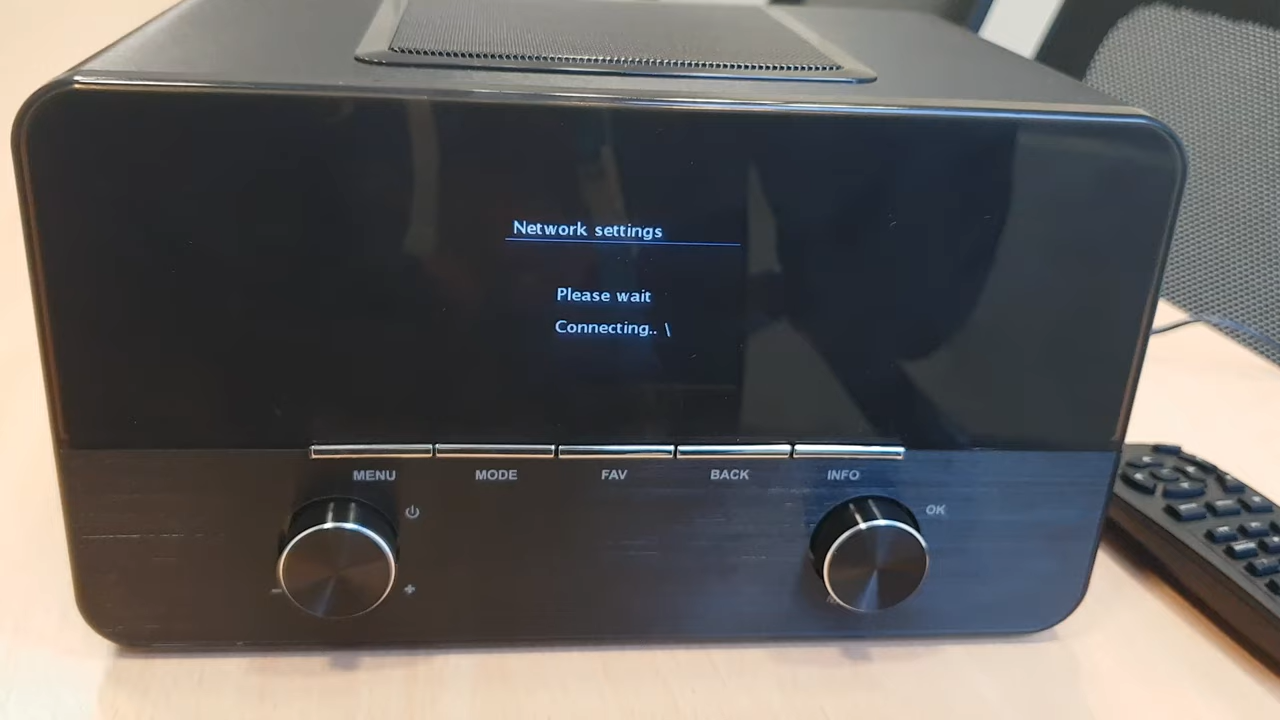 Network settings
Please wait
Connecting.. \
MENU MODE FAV BACK INFO
OK
- +